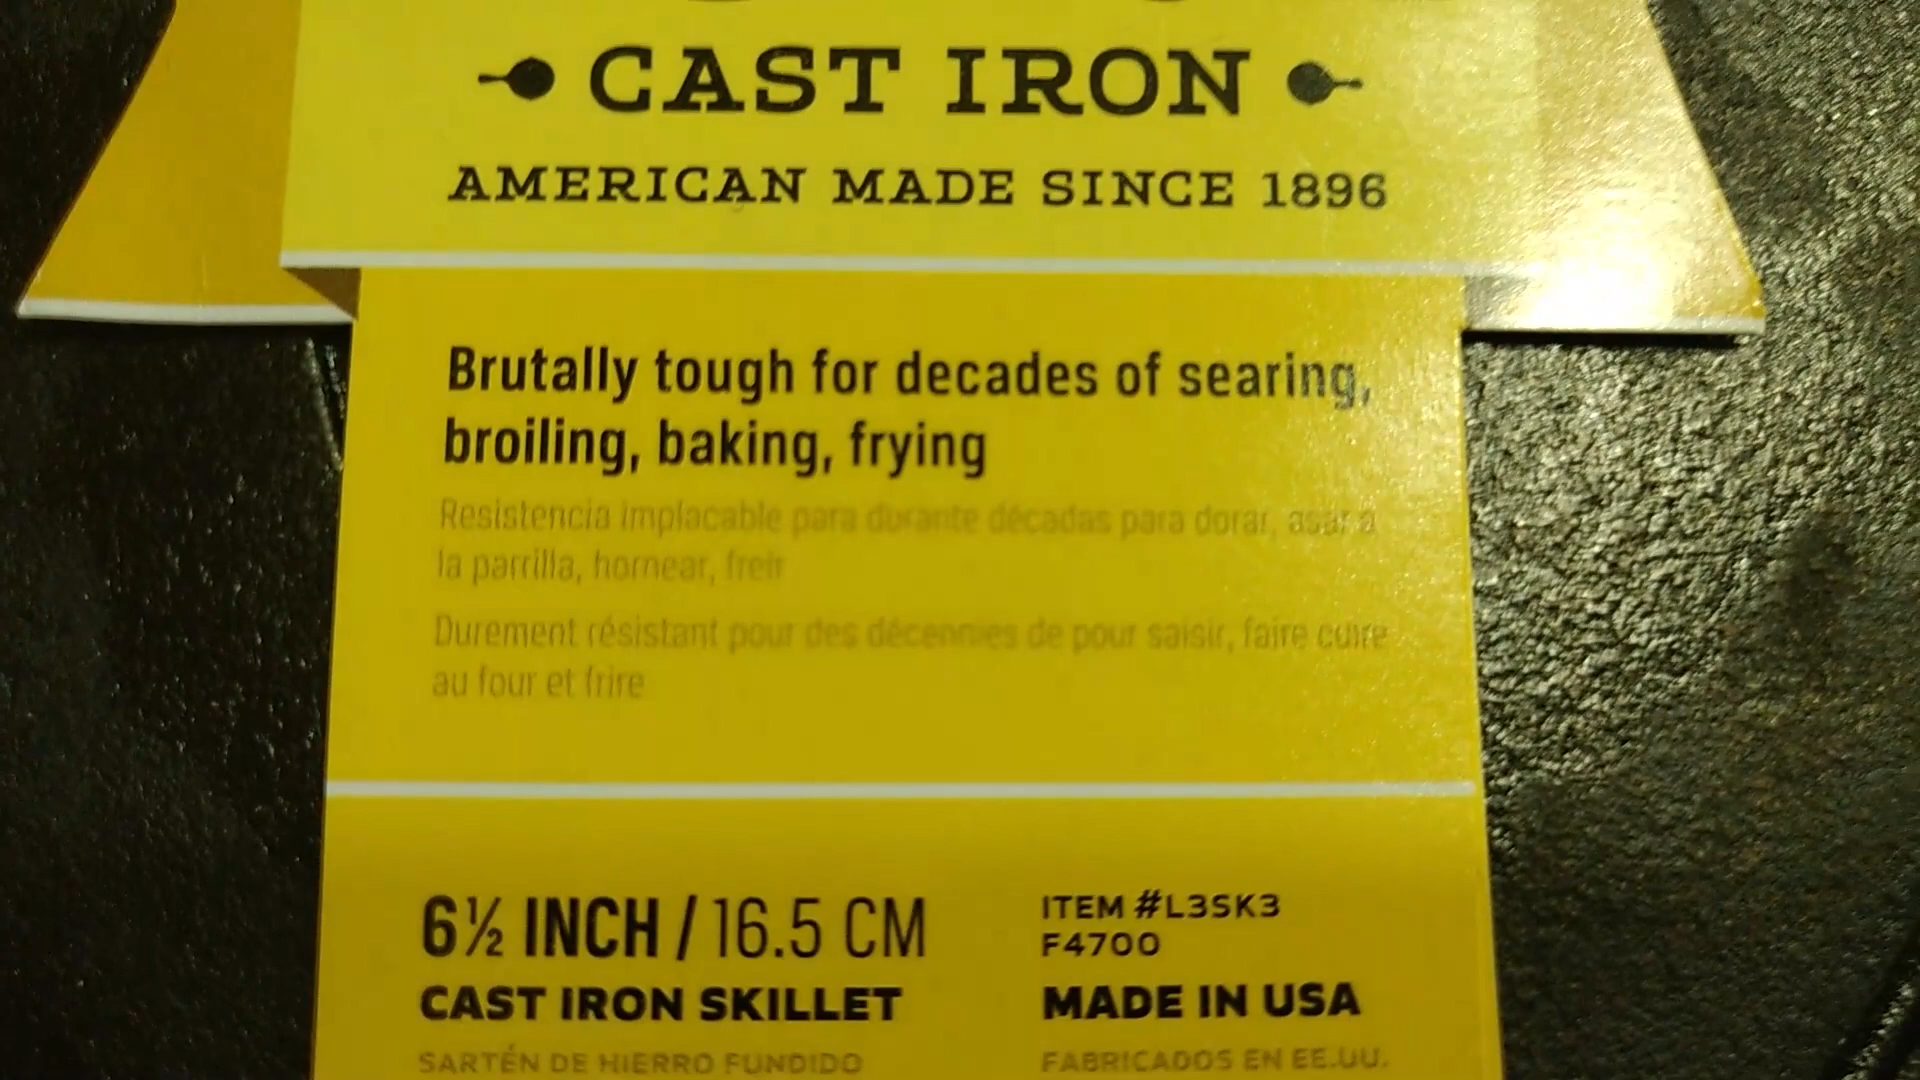 CAST IRON
AMERICAN MADE SINCE 1896
Brutally tough for decades of searing,
broiling, baking, frying
Resistencia implacable para durante décadas para dorar, asar a
la parrilla, hornear, freír
Durement résistant pour des décennies de pour saisir, faire cuire
au four et frire
6½ INCH / 16.5 CM
CAST IRON SKILLET
SARTÉN DE HIERRO FUNDIDO
ITEM #L3SK3
F4700
MADE IN USA
FABRICADOS EN EE.UU.